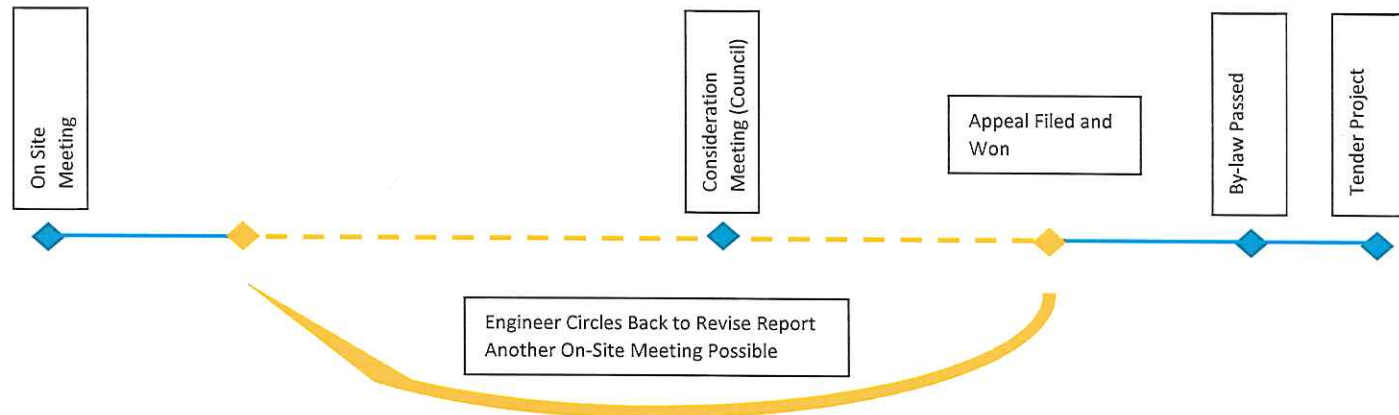 On Site
Meeting
Consideration
Meeting (Council)
Appeal Filed and
Won
By-law Passed
Tender Project
Engineer Circles Back to Revise Report
Another On-Site Meeting Possible